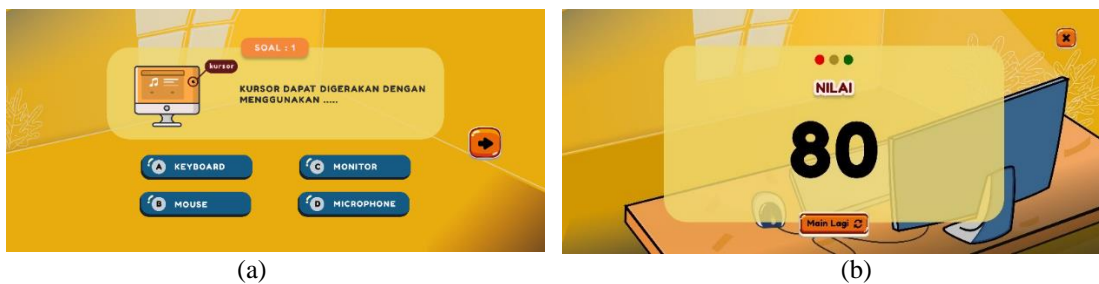 SOAL : 1
kursor
KURSOR DAPAT DIGERAKAN DENGAN
MENGGUNAKAN .....
A KEYBOARD
C MONITOR
B MOUSE
D MICROPHONE
(a)
NILAI
80
Main Lagi
(b)